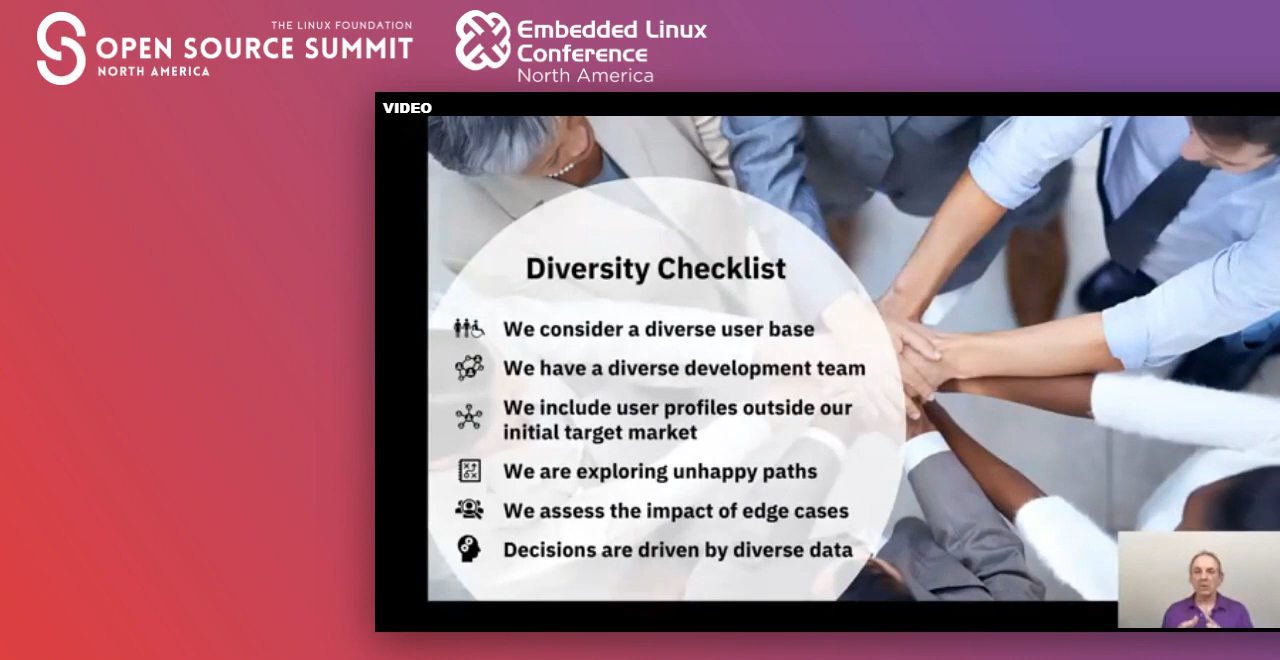 THE LINUX FOUNDATION
OPEN SOURCE SUMMIT
NORTH AMERICA
Embedded Linux
Conference
North America
VIDEO
Diversity Checklist
We consider a diverse user base
We have a diverse development team
We include user profiles outside our
initial target market
We are exploring unhappy paths
We assess the impact of edge cases
Decisions are driven by diverse data